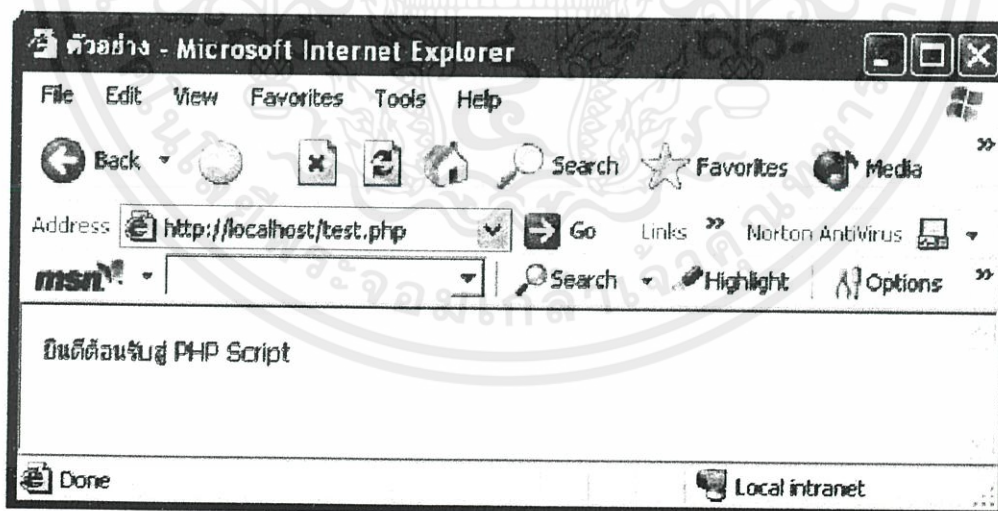 ตัวอย่าง - Microsoft Internet Explorer
File Edit View Favorites Tools Help
Back Search Favorites Media »
Address http://localhost/test.php Go Links » Norton AntiVirus
msn Search Highlight Options »
ยินดีต้อนรับสู่ PHP Script
Done Local intranet